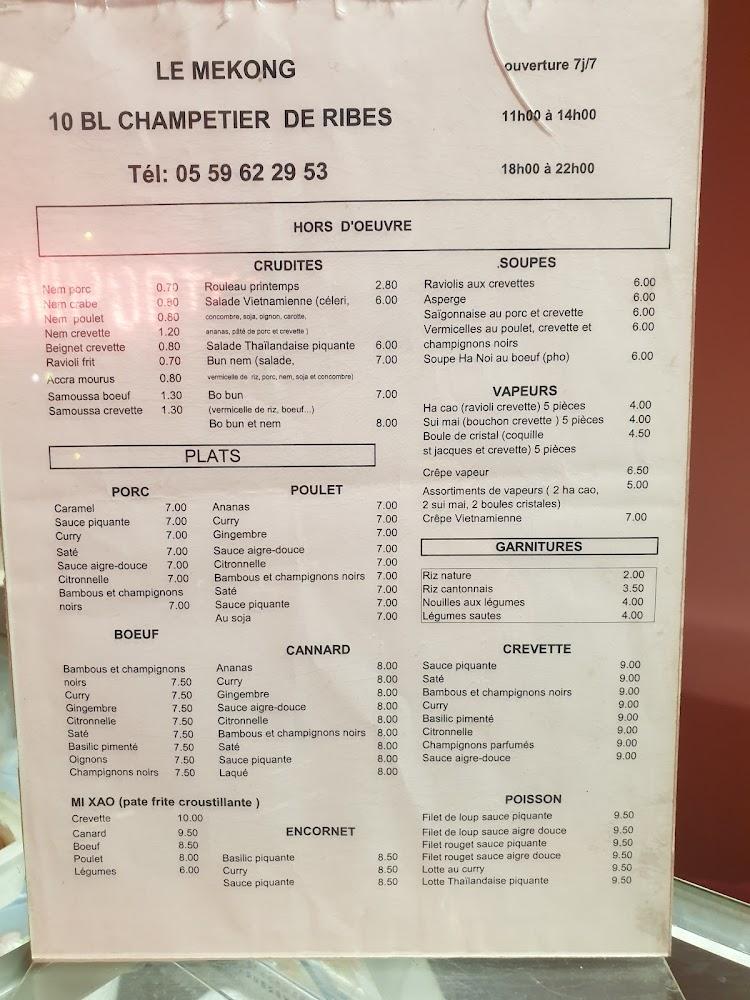 LE MEKONG
ouverture 7j/7
10 BL CHAMPETIER DE RIBES
11h00 à 14h00
Tél: 05 59 62 29 53
18h00 à 22h00
HORS D'OEUVRE
Nem porc 0.70
Nem crabe 0.80
Nem poulet 0.80
Nem crevette 1.20
Beignet crevette 0.80
Ravioli frit 0.70
Accra mourus 0.80
Samoussa boeuf 1.30
Samoussa crevette 1.30
CRUDITES
Rouleau printemps 2.80
Salade Vietnamienne (céleri, 6.00
concombre, soja, oignon, carotte,
ananas, pâté de porc et crevette )
Salade Thaïlandaise piquante 6.00
Bun nem (salade, 7.00
vermicelle de riz, porc, nem, soja et concombre)
Bo bun 7.00
(vermicelle de riz, boeuf...)
Bo bun et nem 8.00
.SOUPES
Raviolis aux crevettes 6.00
Asperge 6.00
Saïgonnaise au porc et crevette 6.00
Vermicelles au poulet, crevette et 6.00
champignons noirs
Soupe Ha Noi au boeuf (pho) 6.00
VAPEURS
Ha cao (ravioli crevette) 5 pièces 4.00
Sui mai (bouchon crevette ) 5 pièces 4.00
Boule de cristal (coquille 4.50
st jacques et crevette) 5 pièces
Crêpe vapeur 6.50
Assortiments de vapeurs ( 2 ha cao, 5.00
2 sui mai, 2 boules cristales)
Crêpe Vietnamienne 7.00
PLATS
PORC
Caramel 7.00
Sauce piquante 7.00
Curry 7.00
Saté 7.00
Sauce aigre-douce 7.00
Citronnelle 7.00
Bambous et champignons
noirs 7.00
POULET
Ananas 7.00
Curry 7.00
Gingembre 7.00
Sauce aigre-douce 7.00
Citronnelle 7.00
Bambous et champignons noirs 7.00
Saté 7.00
Sauce piquante 7.00
Au soja 7.00
GARNITURES
Riz nature 2.00
Riz cantonnais 3.50
Nouilles aux légumes 4.00
Légumes sautes 4.00
BOEUF
Bambous et champignons
noirs 7.50
Curry 7.50
Gingembre 7.50
Citronnelle 7.50
Saté 7.50
Basilic pimenté 7.50
Oignons 7.50
Champignons noirs 7.50
CANNARD
Ananas 8.00
Curry 8.00
Gingembre 8.00
Sauce aigre-douce 8.00
Citronnelle 8.00
Bambous et champignons noirs 8.00
Saté 8.00
Sauce piquante 8.00
Laqué 8.00
CREVETTE
Sauce piquante 9.00
Saté 9.00
Bambous et champignons noirs 9.00
Curry 9.00
Basilic pimenté 9.00
Citronnelle 9.00
Champignons parfumés 9.00
Sauce aigre-douce 9.00
MI XAO (pate frite croustillante )
Crevette 10.00
Canard 9.50
Boeuf 8.50
Poulet 8.00
Légumes 6.00
ENCORNET
Basilic piquante 8.50
Curry 8.50
Sauce piquante 8.50
POISSON
Filet de loup sauce piquante 9.50
Filet de loup sauce aigre douce 9.50
Filet rouget sauce piquante 9.50
Filet rouget sauce aigre douce 9.50
Lotte au curry 9.50
Lotte Thaïlandaise piquante 9.50